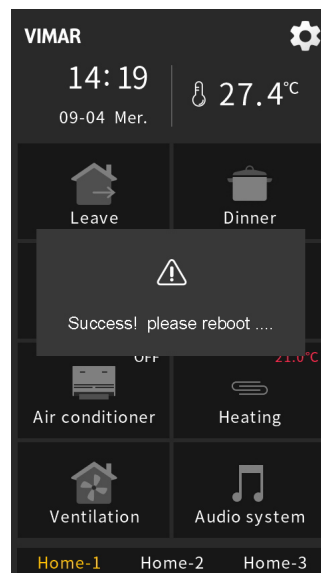 VIMAR
14:19
09-04 Mer.
27.4°C
Leave
Dinner
Success! please reboot ....
OFF
21.0°C
Air conditioner
Heating
Ventilation
Audio system
Home-1
Home-2
Home-3